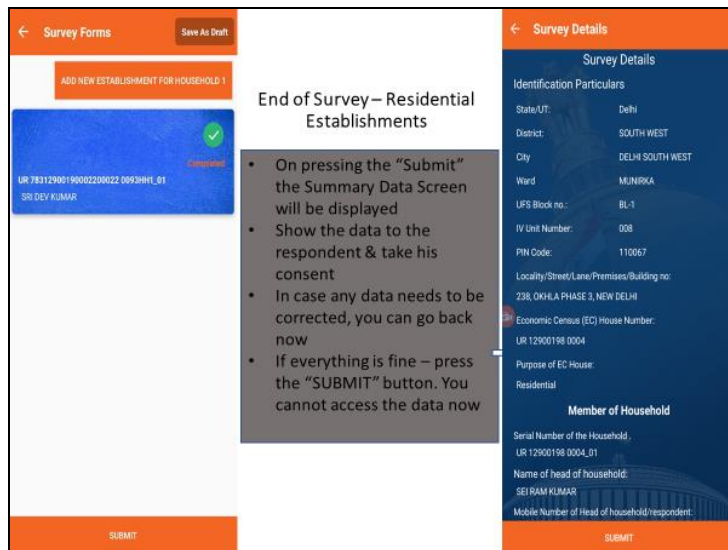 ← Survey Forms
Save As Draft
ADD NEW ESTABLISHMENT FOR HOUSEHOLD 1
Completed
UR 78312900190002200022 0093HH1_01
SRI DEV KUMAR
SUBMIT
End of Survey – Residential
Establishments
• On pressing the “Submit”
the Summary Data Screen
will be displayed
• Show the data to the
respondent & take his
consent
• In case any data needs to be
corrected, you can go back
now
• If everything is fine – press
the “SUBMIT” button. You
cannot access the data now
← Survey Details
Survey Details
Identification Particulars
State/UT: Delhi
District: SOUTH WEST
City DELHI SOUTH WEST
Ward MUNIRKA
UFS Block no.: BL-1
IV Unit Number: 008
PIN Code: 110067
Locality/Street/Lane/Premises/Building no:
238, OKHLA PHASE 3, NEW DELHI
Economic Census (EC) House Number:
UR 12900198 0004
Purpose of EC House:
Residential
Member of Household
Serial Number of the Household .
UR 12900198 0004_01
Name of head of household:
SEI RAM KUMAR
Mobile Number of Head of household/respondent:
SUBMIT